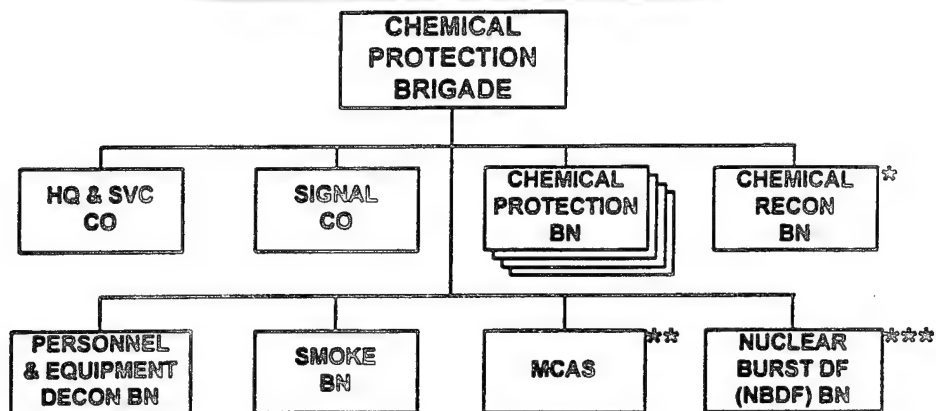 CHEMICAL
PROTECTION
BRIGADE
HQ & SVC
CO
SIGNAL
CO
CHEMICAL
PROTECTION
BN
CHEMICAL
RECON
BN
*
PERSONNEL
& EQUIPMENT
DECON BN
SMOKE
BN
MCAS
**
NUCLEAR
BURST DF
(NBDF) BN
***